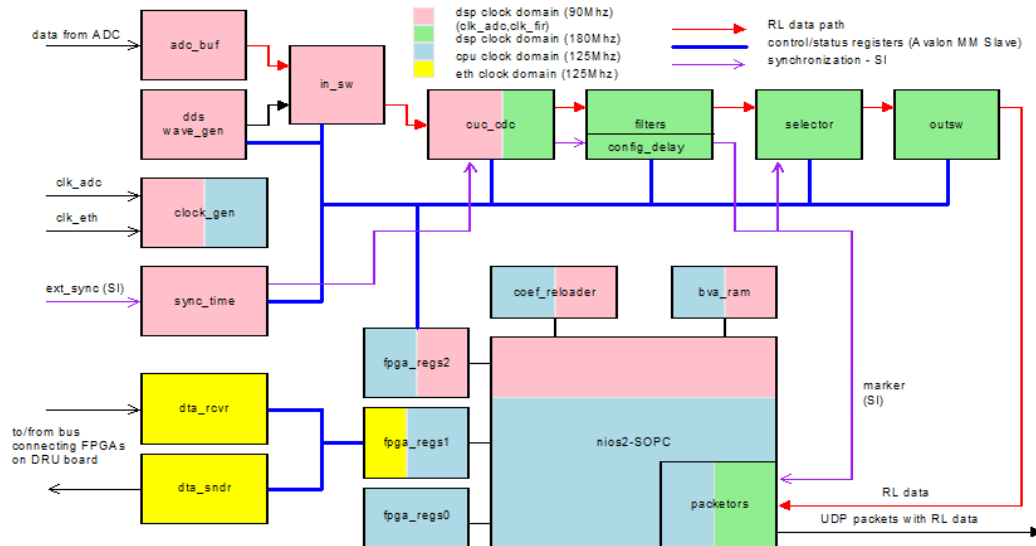 dsp clock domain (90Mhz)
(clk_adc,clk_fir)
dsp clock domain (180Mhz)
cpu clock domain (125Mhz)
eth clock domain (125Mhz)
RL data path
control/status registers (Avalon MM Slave)
synchronization - SI
data from ADC
adc_buf
in_sw
dds
wave_gen
cuc_cdc
filters
config_delay
selector
outsw
clk_adc
clk_eth
clock_gen
ext_sync (SI)
sync_time
coef_reloader
bva_ram
fpga_regs2
marker
(SI)
dta_rcvr
to/from bus
connecting FPGAs
on DRU board
fpga_regs1
nios2-SOPC
dta_sndr
fpga_regs0
packetors
RL data
UDP packets with RL data